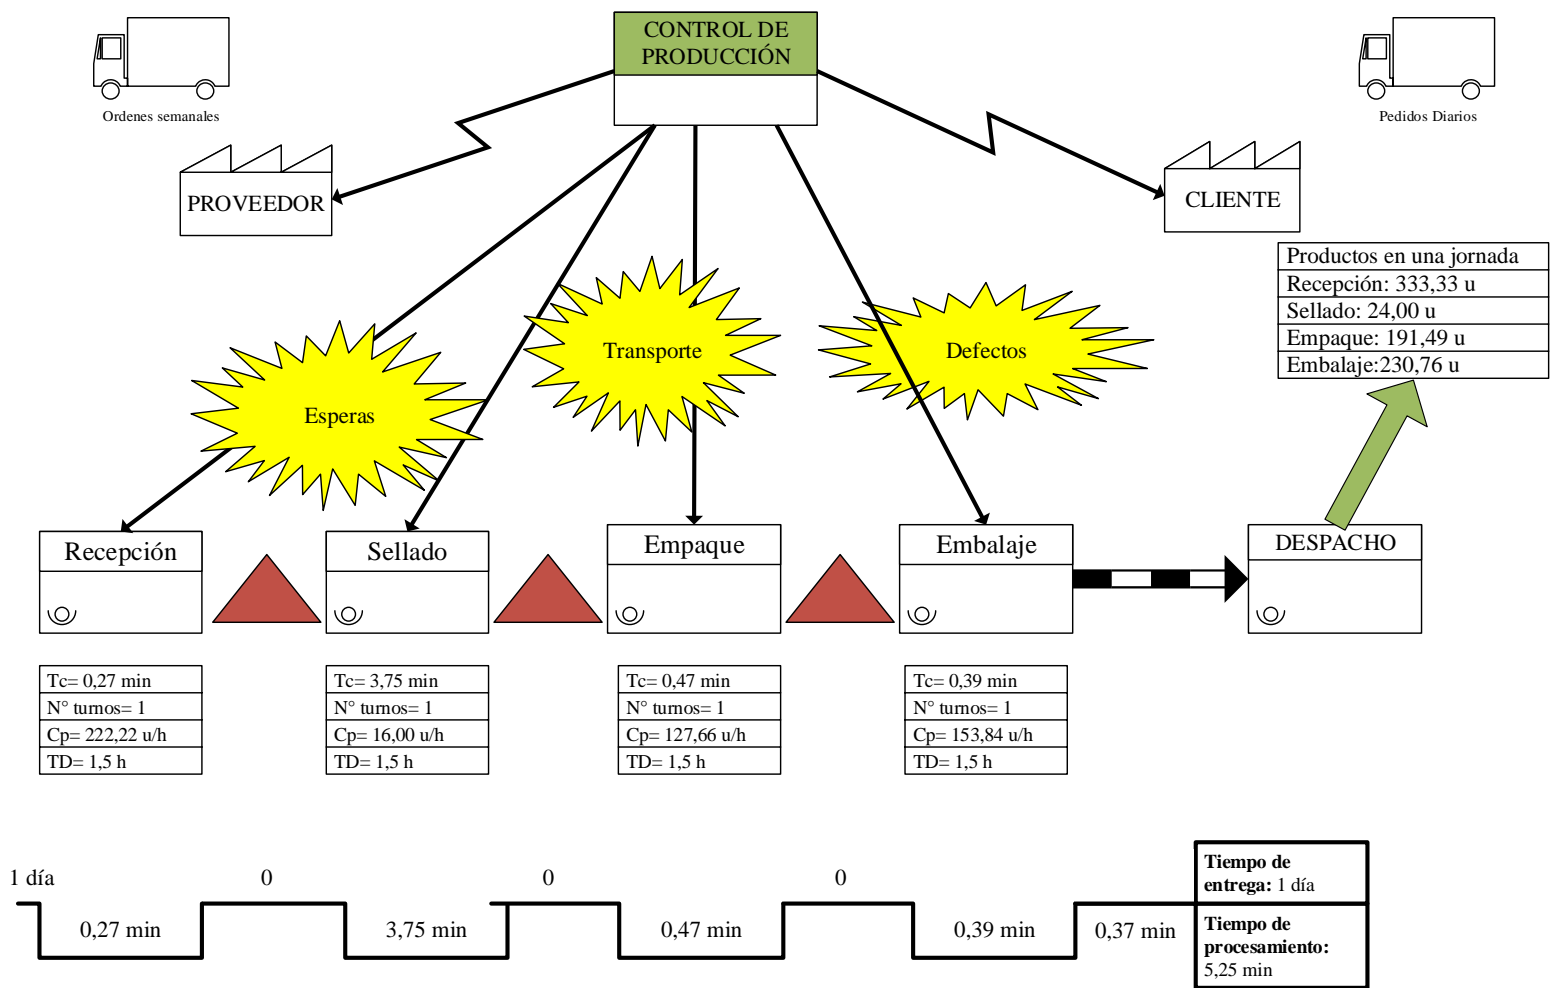 CONTROL DE
PRODUCCIÓN
Ordenes semanales
Pedidos Diarios
PROVEEDOR
CLIENTE
Productos en una jornada
Recepción: 333,33 u
Sellado: 24,00 u
Empaque: 191,49 u
Embalaje:230,76 u
Esperas
Transporte
Defectos
Recepción
Sellado
Empaque
Embalaje
DESPACHO
Tc= 0,27 min
N° turnos= 1
Cp= 222,22 u/h
TD= 1,5 h
Tc= 3,75 min
N° turnos= 1
Cp= 16,00 u/h
TD= 1,5 h
Tc= 0,47 min
N° turnos= 1
Cp= 127,66 u/h
TD= 1,5 h
Tc= 0,39 min
N° turnos= 1
Cp= 153,84 u/h
TD= 1,5 h
1 día
0
0
0
0,27 min
3,75 min
0,47 min
0,39 min
0,37 min
Tiempo de
entrega: 1 día
Tiempo de
procesamiento:
5,25 min